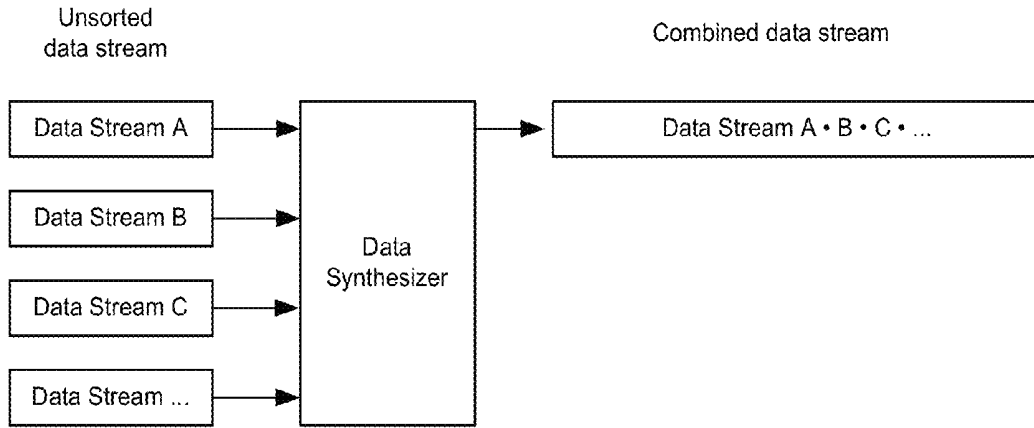 Unsorted
data stream
Combined data stream
Data Stream A
Data Stream A • B • C • ...
Data Stream B
Data
Synthesizer
Data Stream C
Data Stream ...